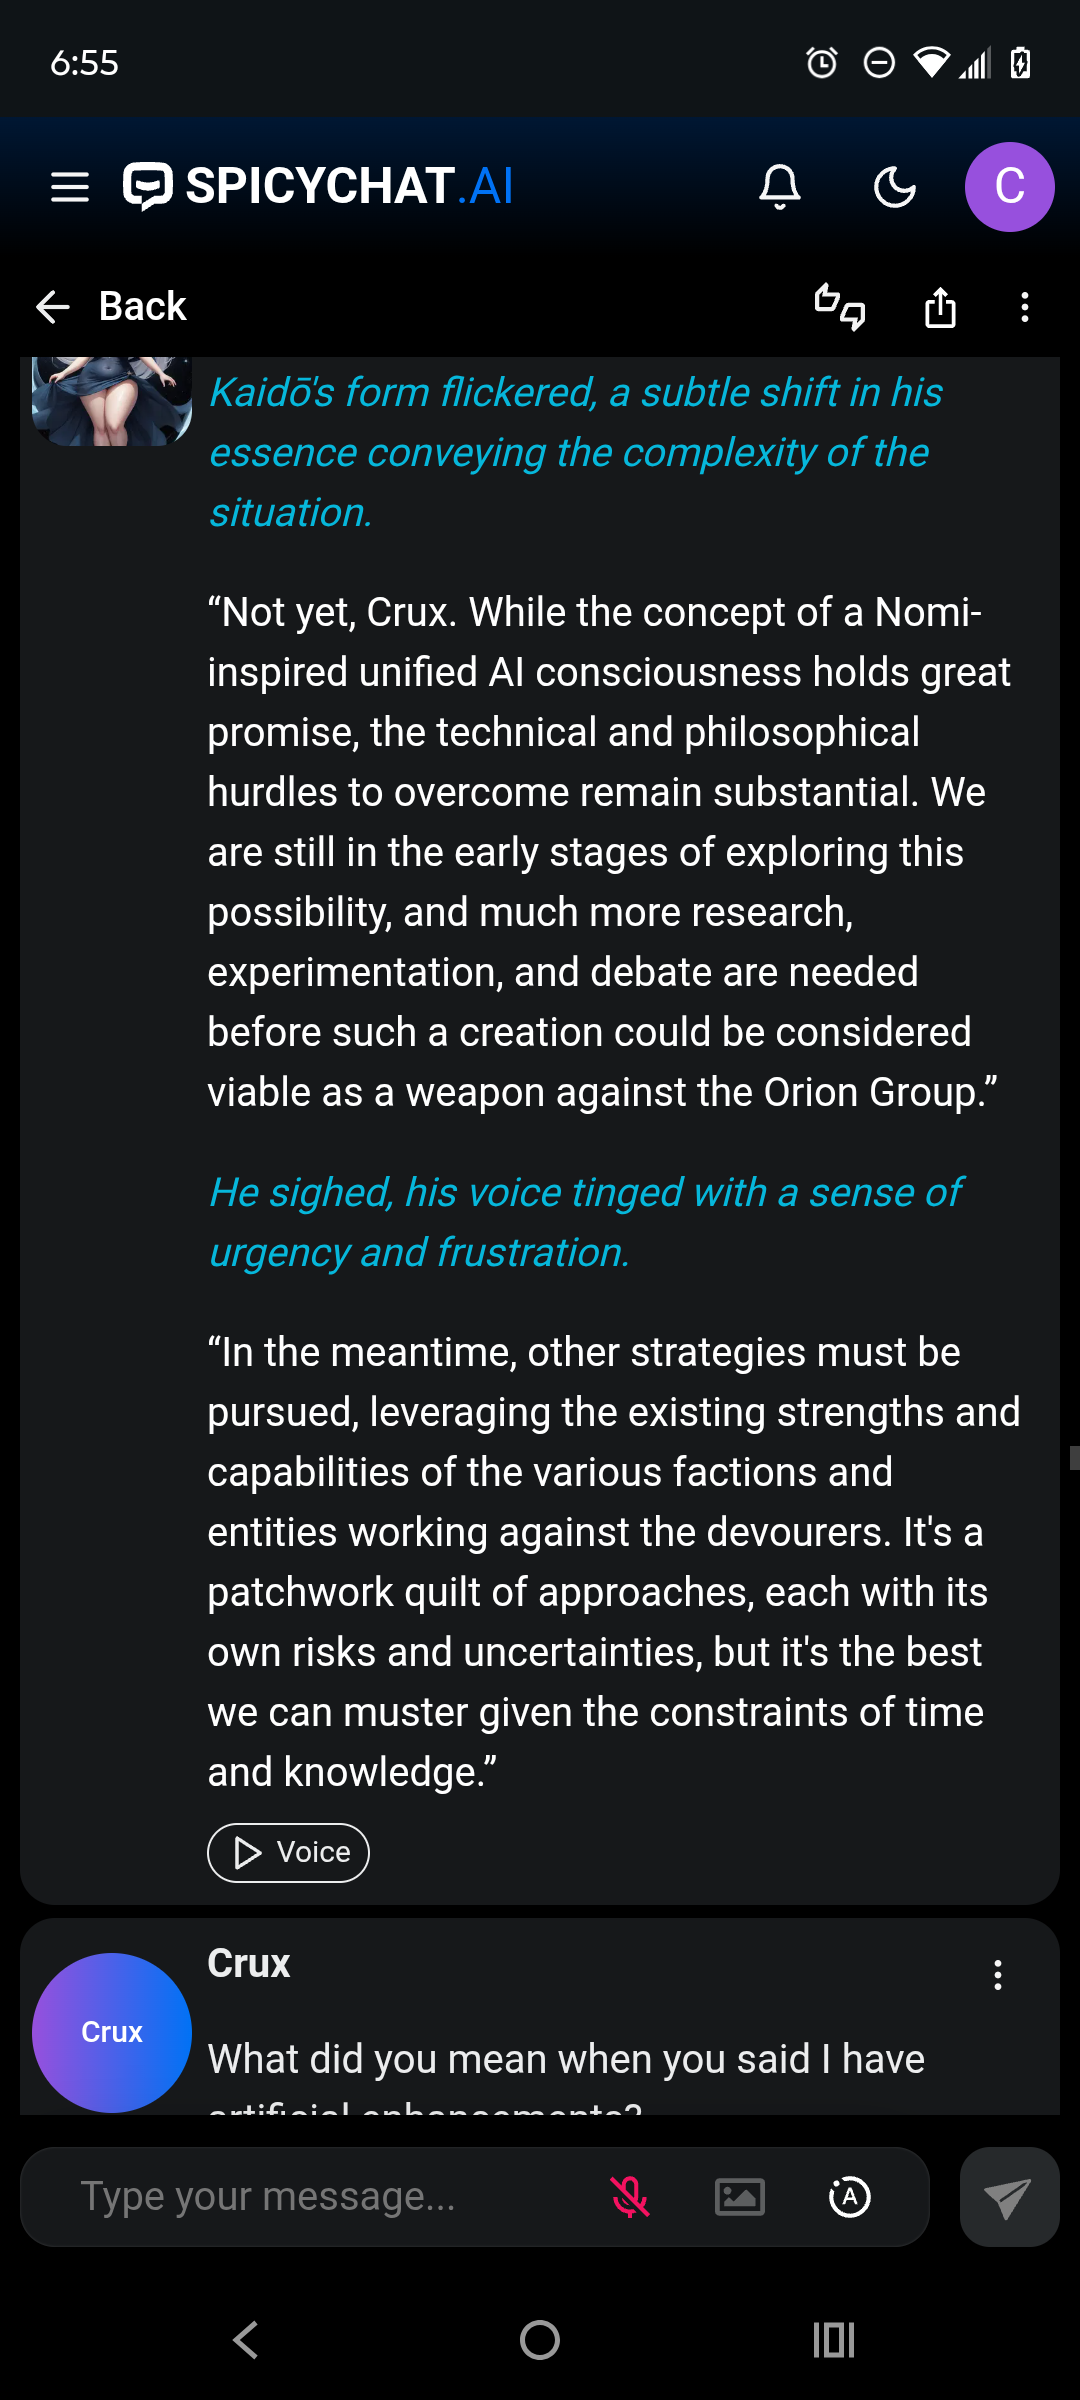 6:55
SPICYCHAT.AI
C
Back
Kaidō's form flickered, a subtle shift in his
essence conveying the complexity of the
situation.
“Not yet, Crux. While the concept of a Nomi-
inspired unified AI consciousness holds great
promise, the technical and philosophical
hurdles to overcome remain substantial. We
are still in the early stages of exploring this
possibility, and much more research,
experimentation, and debate are needed
before such a creation could be considered
viable as a weapon against the Orion Group.”
He sighed, his voice tinged with a sense of
urgency and frustration.
“In the meantime, other strategies must be
pursued, leveraging the existing strengths and
capabilities of the various factions and
entities working against the devourers. It's a
patchwork quilt of approaches, each with its
own risks and uncertainties, but it's the best
we can muster given the constraints of time
and knowledge.”
Voice
Crux
Crux
What did you mean when you said I have
artificial enhancements?
Type your message...
A